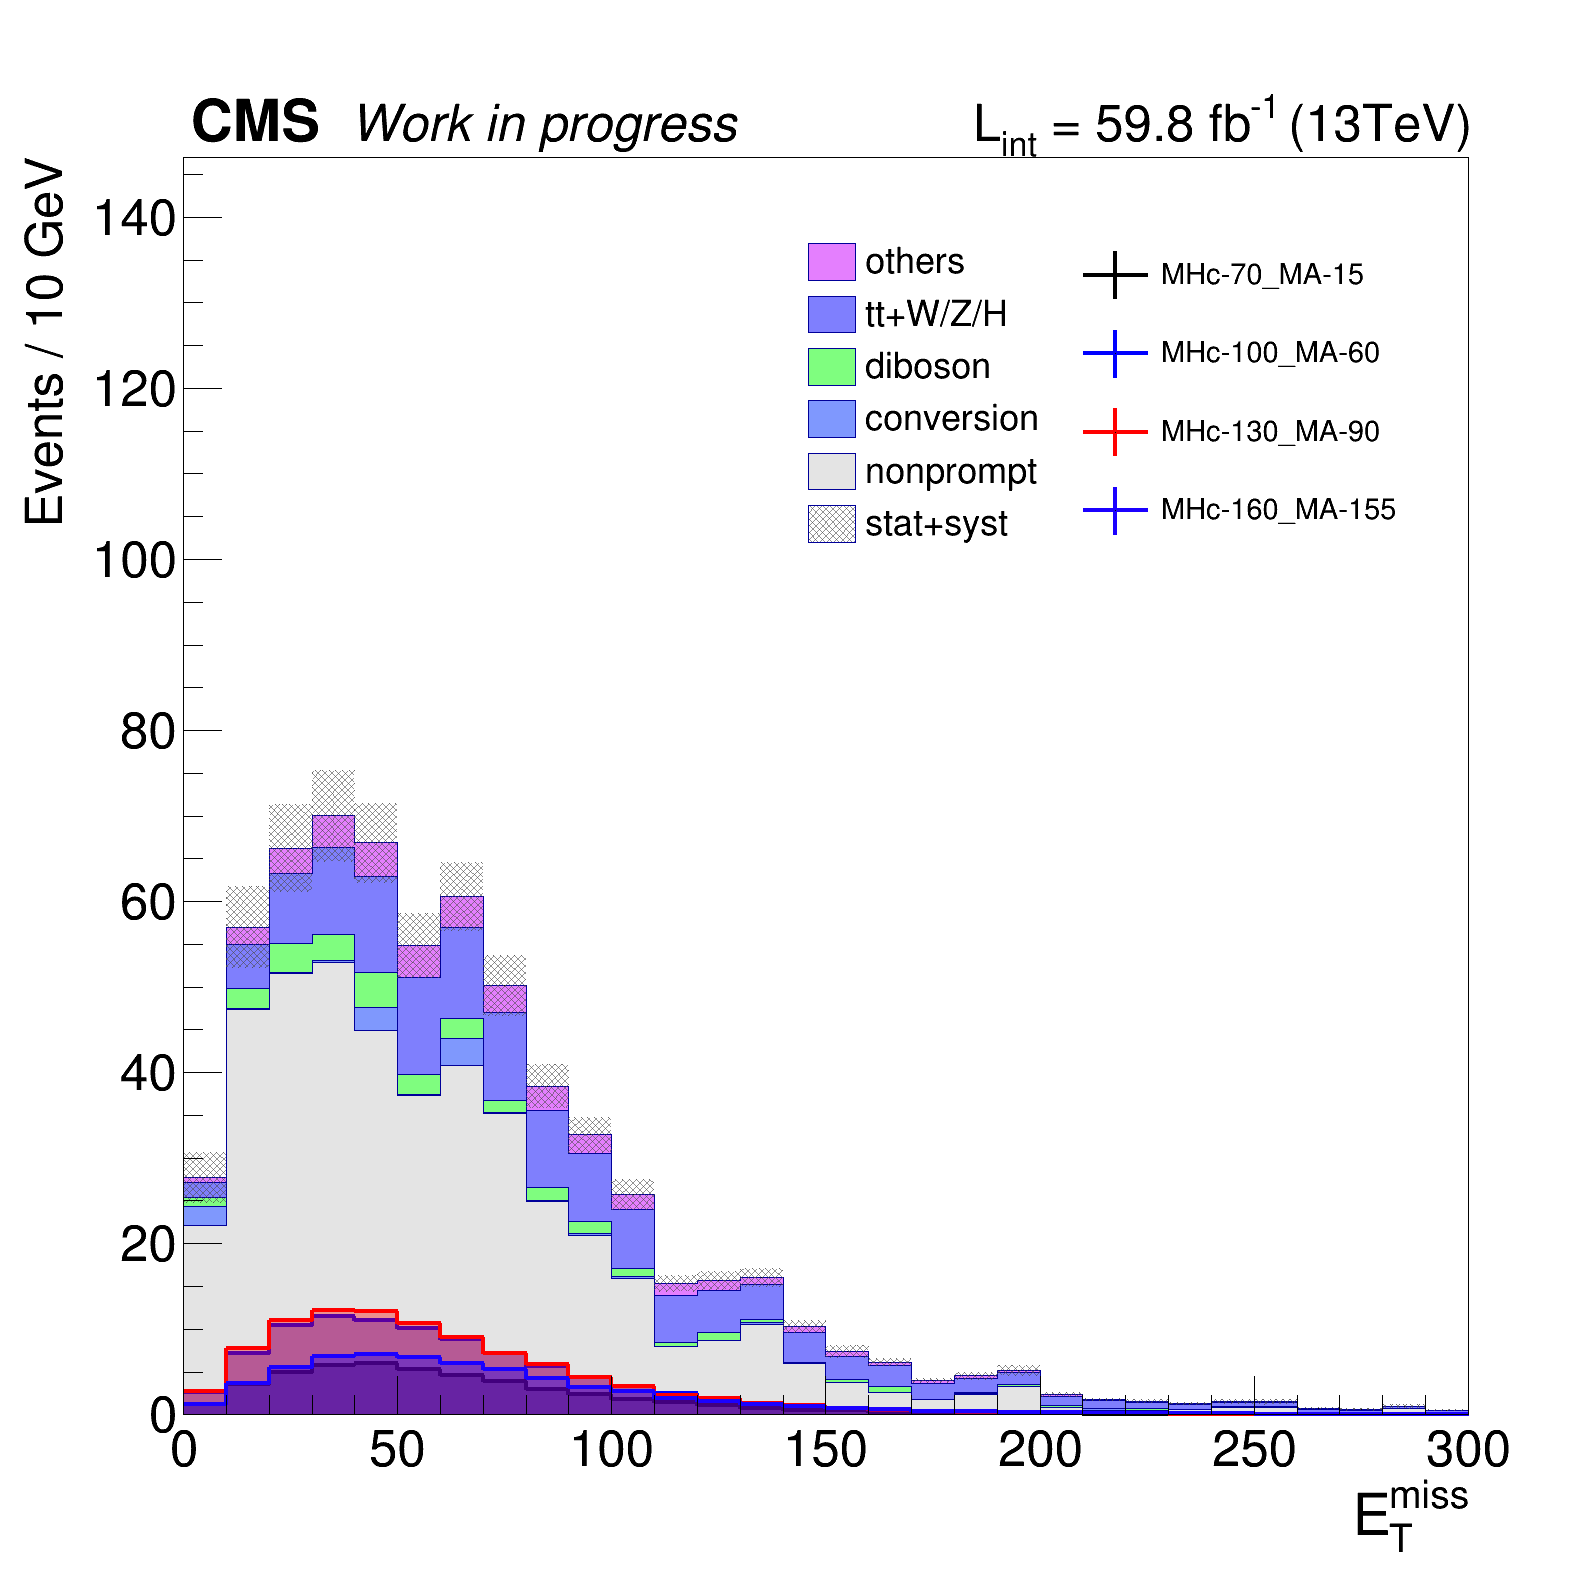 CMS Work in progress
L_int = 59.8 fb^-1 (13TeV)
Events / 10 GeV
140
120
100
80
60
40
20
0
others
tt+W/Z/H
diboson
conversion
nonprompt
stat+syst
MHc-70_MA-15
MHc-100_MA-60
MHc-130_MA-90
MHc-160_MA-155
0 50 100 150 200 250 300
E_T^miss